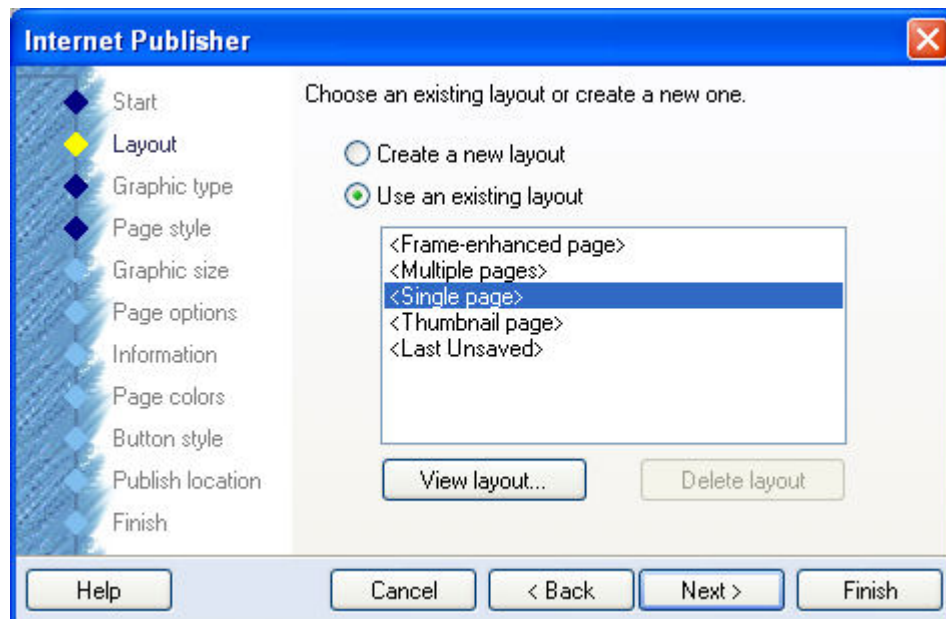 Internet Publisher
Start
Layout
Graphic type
Page style
Graphic size
Page options
Information
Page colors
Button style
Publish location
Finish
Choose an existing layout or create a new one.
Create a new layout
Use an existing layout
<Frame-enhanced page>
<Multiple pages>
<Single page>
<Thumbnail page>
<Last Unsaved>
View layout...
Delete layout
Help
Cancel
< Back
Next >
Finish